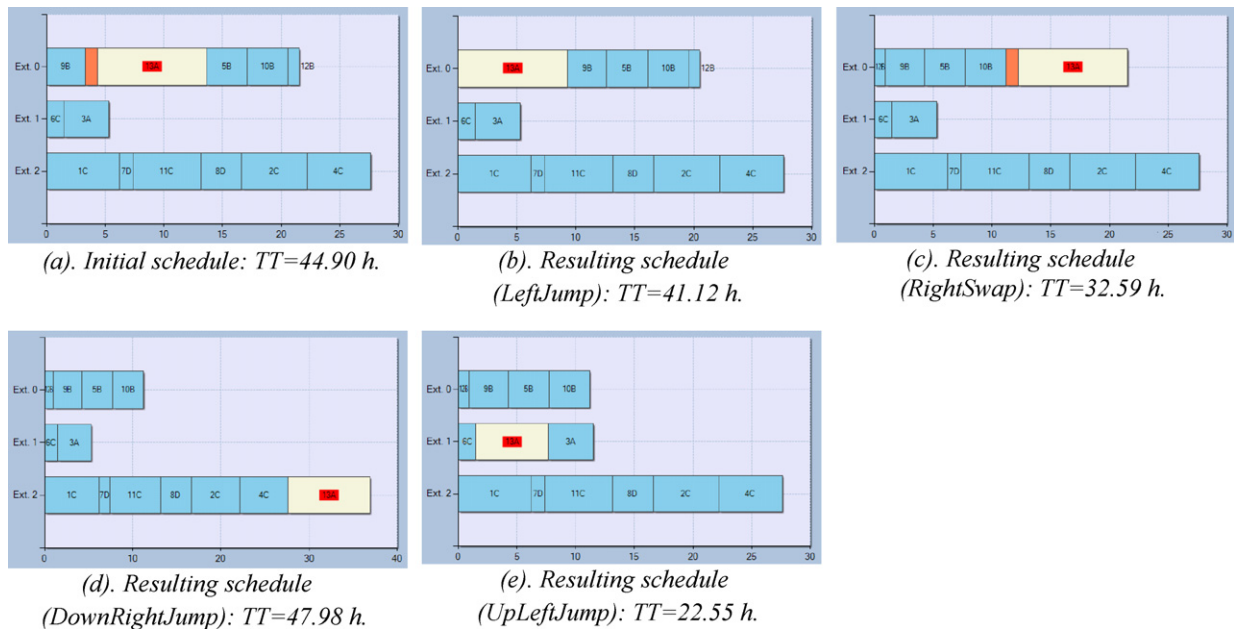 Ext. 0 9B 13A 5B 10B 12B
Ext. 1 6C 3A
Ext. 2 1C 7D 11C 8D 2C 4C
0 5 10 15 20 25 30
(a). Initial schedule: TT=44.90 h.
Ext. 0 13A 9B 5B 10B 12B
Ext. 1 6C 3A
Ext. 2 1C 7D 11C 8D 2C 4C
0 5 10 15 20 25 30
(b). Resulting schedule
(LeftJump): TT=41.12 h.
Ext. 0 12B 9B 5B 10B 13A
Ext. 1 6C 3A
Ext. 2 1C 7D 11C 8D 2C 4C
0 5 10 15 20 25 30
(c). Resulting schedule
(RightSwap): TT=32.59 h.
Ext. 0 12B 9B 5B 10B
Ext. 1 6C 3A
Ext. 2 1C 7D 11C 8D 2C 4C 13A
0 10 20 30 40
(d). Resulting schedule
(DownRightJump): TT=47.98 h.
Ext. 0 12B 9B 5B 10B
Ext. 1 6C 13A 3A
Ext. 2 1C 7D 11C 8D 2C 4C
0 5 10 15 20 25 30
(e). Resulting schedule
(UpLeftJump): TT=22.55 h.